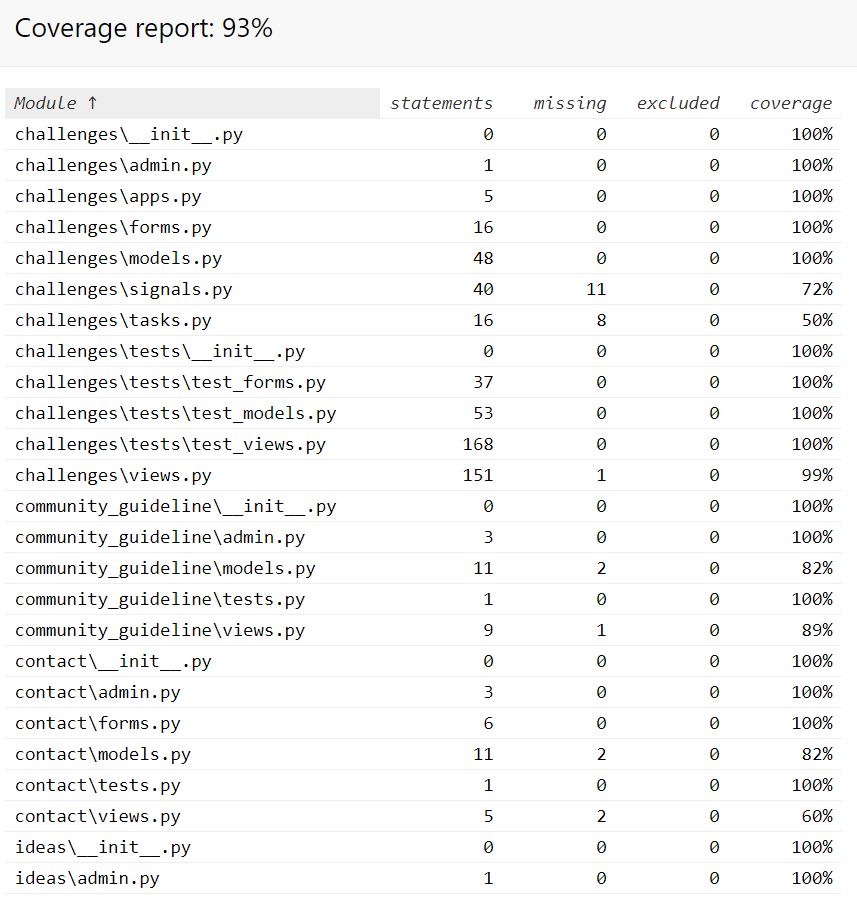 Coverage report: 93%
Module ↑ statements missing excluded coverage
challenges\__init__.py 0 0 0 100%
challenges\admin.py 1 0 0 100%
challenges\apps.py 5 0 0 100%
challenges\forms.py 16 0 0 100%
challenges\models.py 48 0 0 100%
challenges\signals.py 40 11 0 72%
challenges\tasks.py 16 8 0 50%
challenges\tests\__init__.py 0 0 0 100%
challenges\tests\test_forms.py 37 0 0 100%
challenges\tests\test_models.py 53 0 0 100%
challenges\tests\test_views.py 168 0 0 100%
challenges\views.py 151 1 0 99%
community_guideline\__init__.py 0 0 0 100%
community_guideline\admin.py 3 0 0 100%
community_guideline\models.py 11 2 0 82%
community_guideline\tests.py 1 0 0 100%
community_guideline\views.py 9 1 0 89%
contact\__init__.py 0 0 0 100%
contact\admin.py 3 0 0 100%
contact\forms.py 6 0 0 100%
contact\models.py 11 2 0 82%
contact\tests.py 1 0 0 100%
contact\views.py 5 2 0 60%
ideas\__init__.py 0 0 0 100%
ideas\admin.py 1 0 0 100%